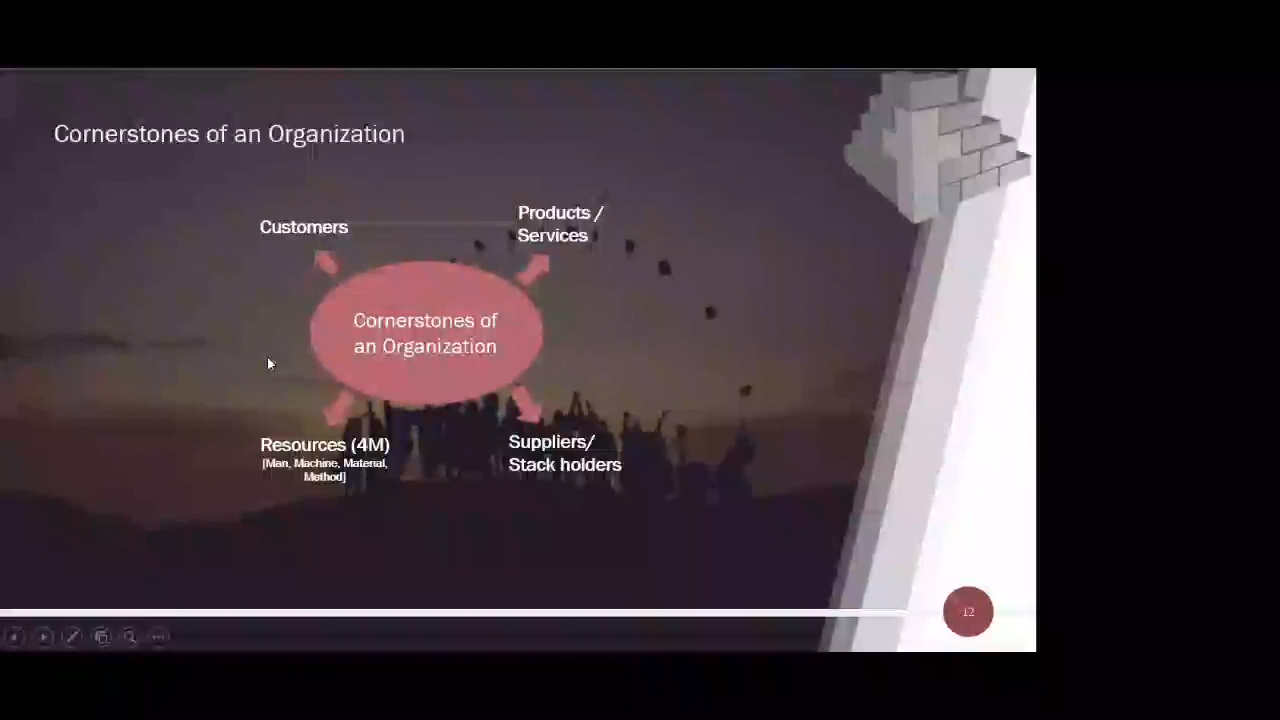 Cornerstones of an Organization
Customers
Products /
Services
Cornerstones of
an Organization
Resources (4M)
[Man, Machine, Material,
Method]
Suppliers/
Stack holders
12